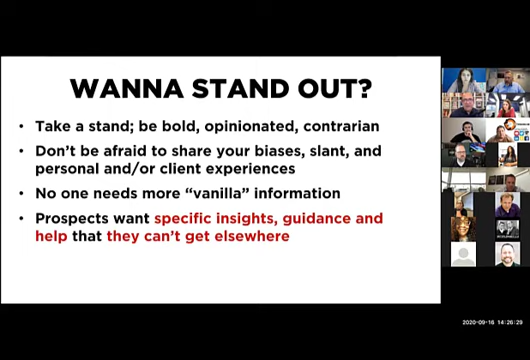 WANNA STAND OUT?
• Take a stand; be bold, opinionated, contrarian
• Don't be afraid to share your biases, slant, and
personal and/or client experiences
• No one needs more “vanilla” information
• Prospects want specific insights, guidance and
help that they can't get elsewhere
2020-09-16 14:26:29